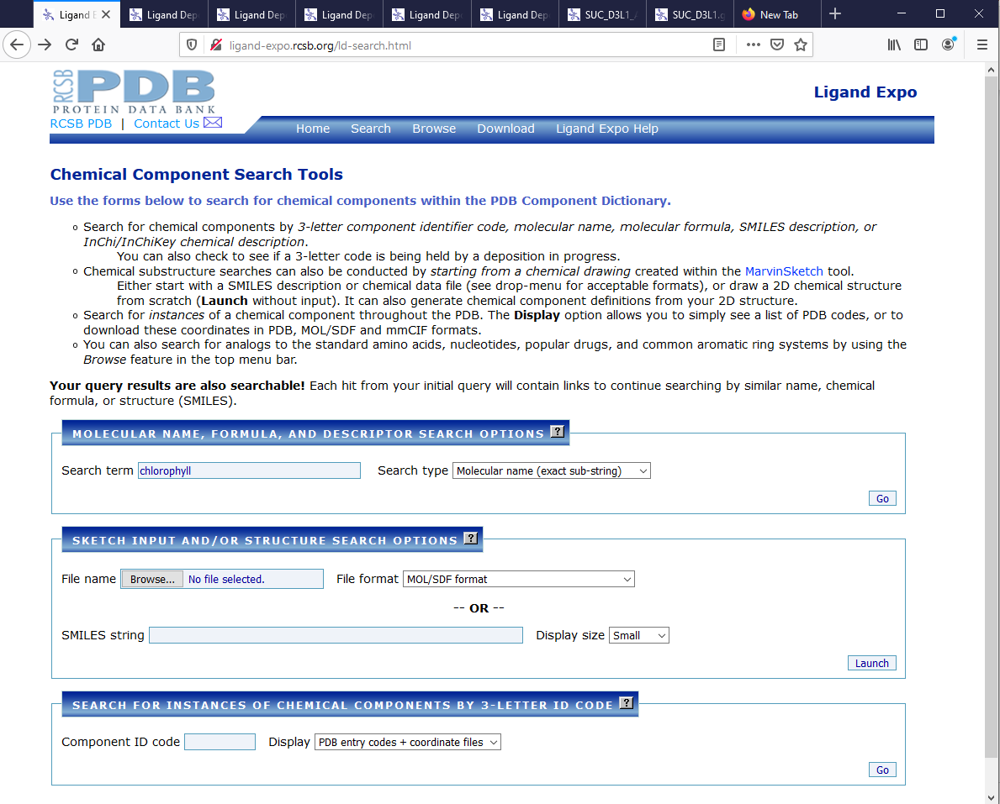 Ligand E
Ligand Dep
Ligand Dep
Ligand Dep
Ligand Dep
Ligand Dep
SUC_D3L1_
SUC_D3L1.g
New Tab
ligand-expo.rcsb.org/ld-search.html
RCSB PDB
PROTEIN DATA BANK
Ligand Expo
RCSB PDB | Contact Us
Home Search Browse Download Ligand Expo Help
Chemical Component Search Tools
Use the forms below to search for chemical components within the PDB Component Dictionary.
o Search for chemical components by 3-letter component identifier code, molecular name, molecular formula, SMILES description, or
InChi/InChiKey chemical description.
You can also check to see if a 3-letter code is being held by a deposition in progress.
o Chemical substructure searches can also be conducted by starting from a chemical drawing created within the MarvinSketch tool.
Either start with a SMILES description or chemical data file (see drop-menu for acceptable formats), or draw a 2D chemical structure
from scratch (Launch without input). It can also generate chemical component definitions from your 2D structure.
o Search for instances of a chemical component throughout the PDB. The Display option allows you to simply see a list of PDB codes, or to
download these coordinates in PDB, MOL/SDF and mmCIF formats.
o You can also search for analogs to the standard amino acids, nucleotides, popular drugs, and common aromatic ring systems by using the
Browse feature in the top menu bar.
Your query results are also searchable! Each hit from your initial query will contain links to continue searching by similar name, chemical
formula, or structure (SMILES).
MOLECULAR NAME, FORMULA, AND DESCRIPTOR SEARCH OPTIONS ?
Search term chlorophyll Search type Molecular name (exact sub-string)
Go
SKETCH INPUT AND/OR STRUCTURE SEARCH OPTIONS ?
File name Browse... No file selected. File format MOL/SDF format
-- OR --
SMILES string Display size Small
Launch
SEARCH FOR INSTANCES OF CHEMICAL COMPONENTS BY 3-LETTER ID CODE ?
Component ID code Display PDB entry codes + coordinate files
Go